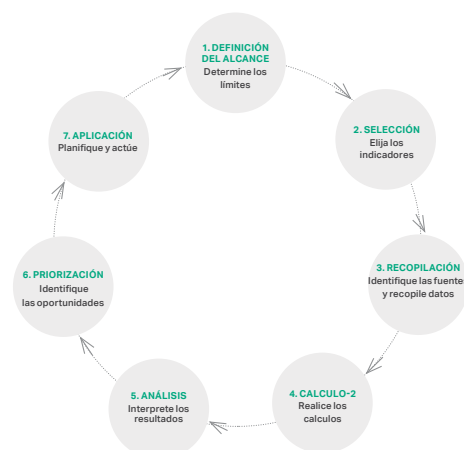 1. DEFINICIÓN
DEL ALCANCE
Determine los
límites
2. SELECCIÓN
Elija los
indicadores
3. RECOPILACIÓN
Identifique las fuentes
y recopile datos
4. CALCULO-2
Realice los
calculos
5. ANÁLISIS
Interprete los
resultados
6. PRIORIZACIÓN
Identifique
las oportunidades
7. APLICACIÓN
Planifique y actúe